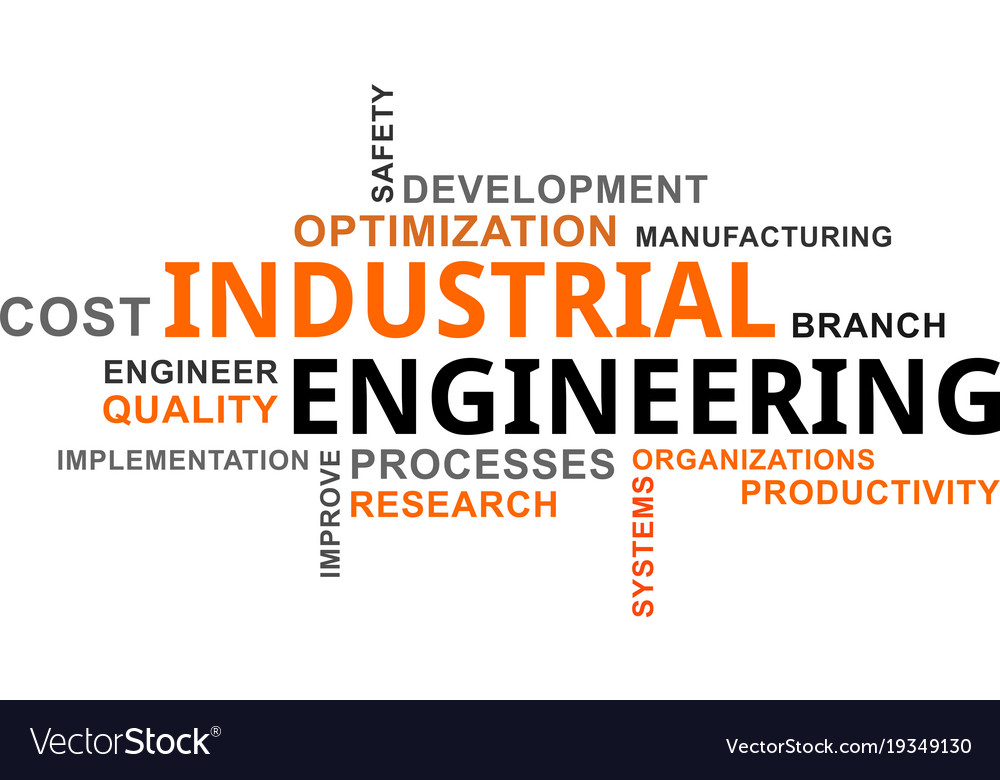 SAFETY
DEVELOPMENT
OPTIMIZATION
MANUFACTURING
INDUSTRIAL
COST
BRANCH
ENGINEER
ENGINEERING
QUALITY
IMPLEMENTATION
IMPROVE
PROCESSES
ORGANIZATIONS
RESEARCH
SYSTEMS
PRODUCTIVITY
VectorStock®
VectorStock.com/19349130